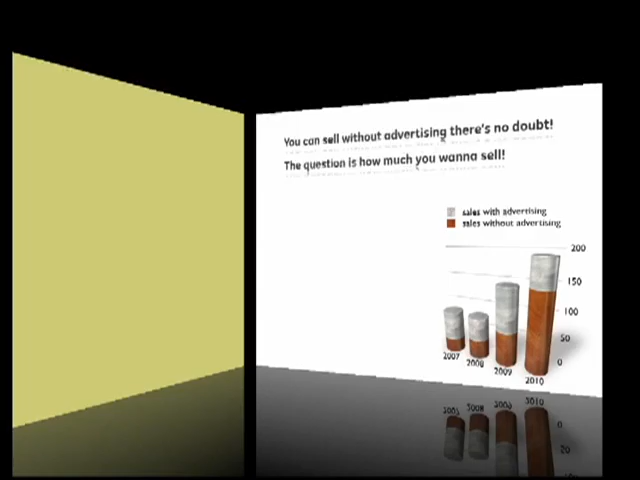 You can sell without advertising there's no doubt!
The question is how much you wanna sell!
sales with advertising
sales without advertising
200
150
100
50
0
2007
2008
2009
2010